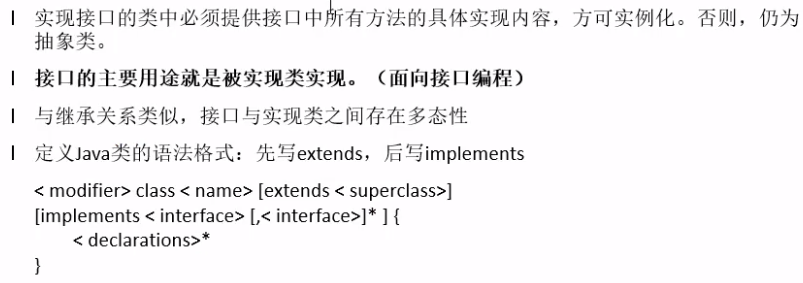 l 实现接口的类中必须提供接口中所有方法的具体实现内容，方可实例化。否则，仍为
抽象类。
l 接口的主要用途就是被实现类实现。（面向接口编程）
l 与继承关系类似，接口与实现类之间存在多态性
l 定义Java类的语法格式：先写extends，后写implements
< modifier> class < name> [extends < superclass>]
[implements < interface> [,< interface>]* ] {
< declarations>*
}